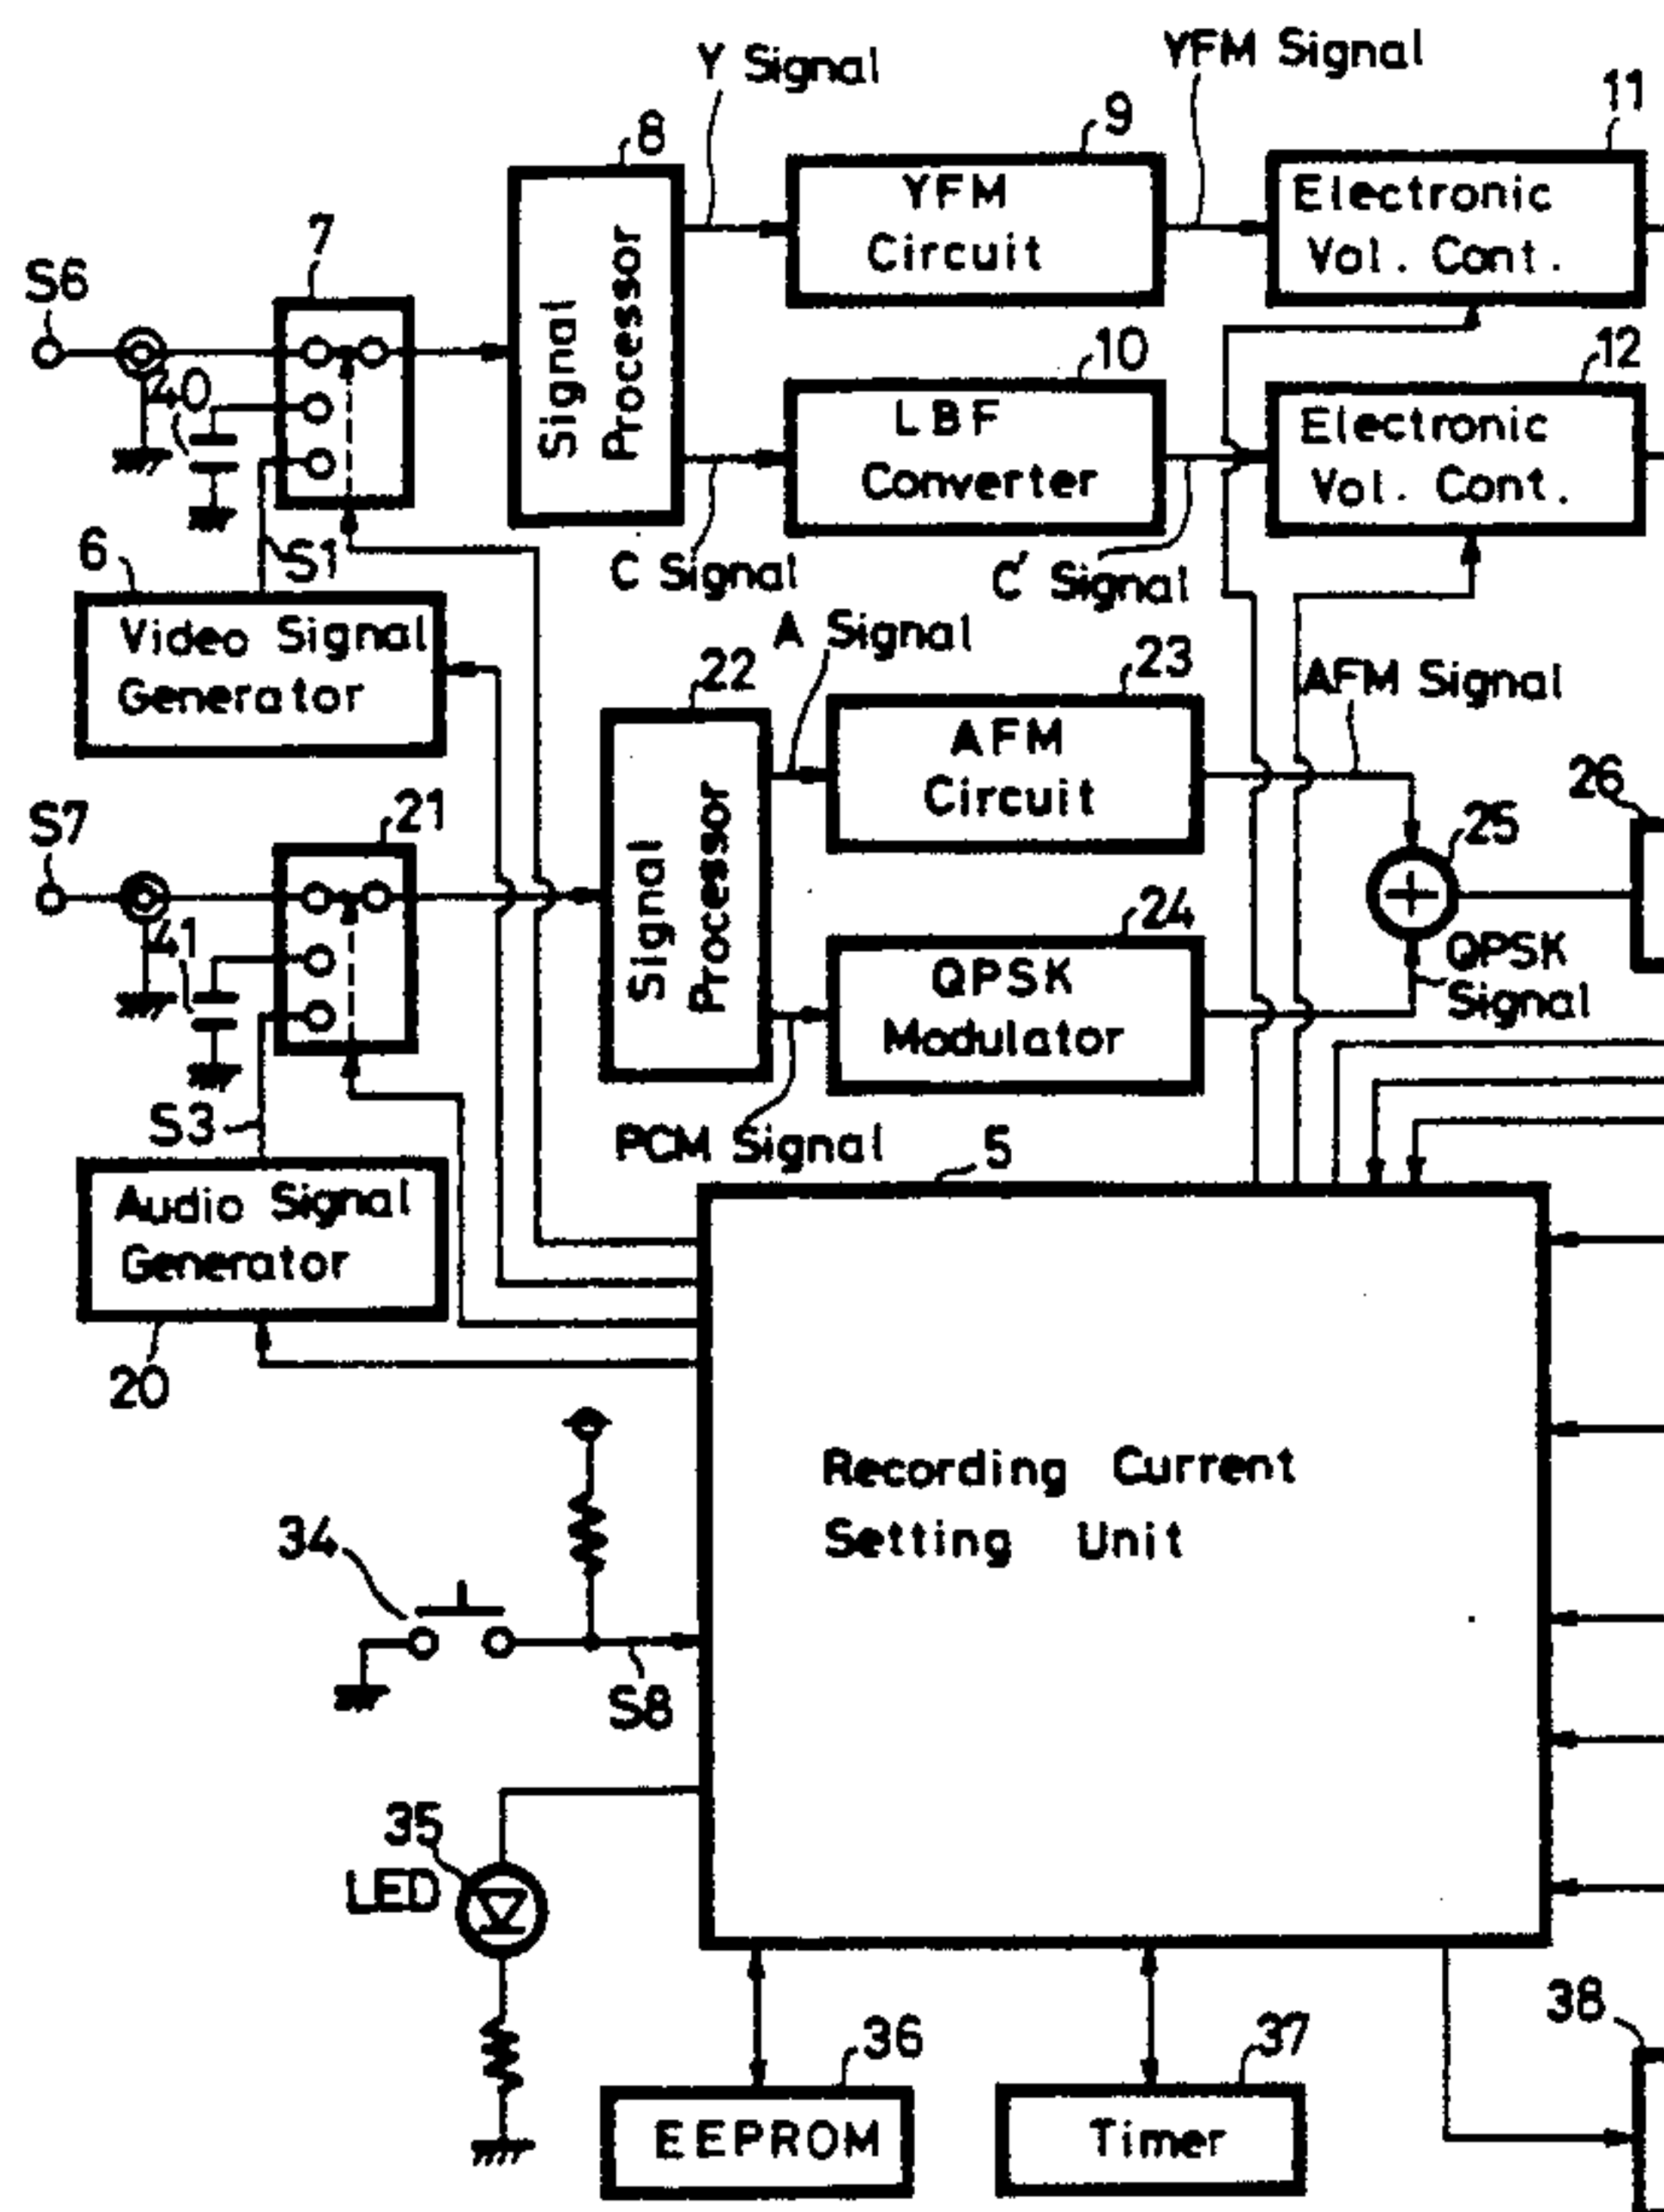 Y Signal
YFM Signal
8
9
11
YFM
Circuit
Electronic
Vol. Cont.
7
S6
Signal
Processor
40
10
12
LBF
Converter
Electronic
Vol. Cont.
6
S1
C Signal
C' Signal
Video Signal
Generator
A Signal
22
23
AFM Signal
AFM
Circuit
26
S7
21
25
Signal
Processor
41
24
QPSK
Modulator
QPSK
Signal
S3
PCM Signal
5
Audio Signal
Generator
20
Recording Current
Setting Unit
34
S8
35
LED
36
37
38
EEPROM
Timer